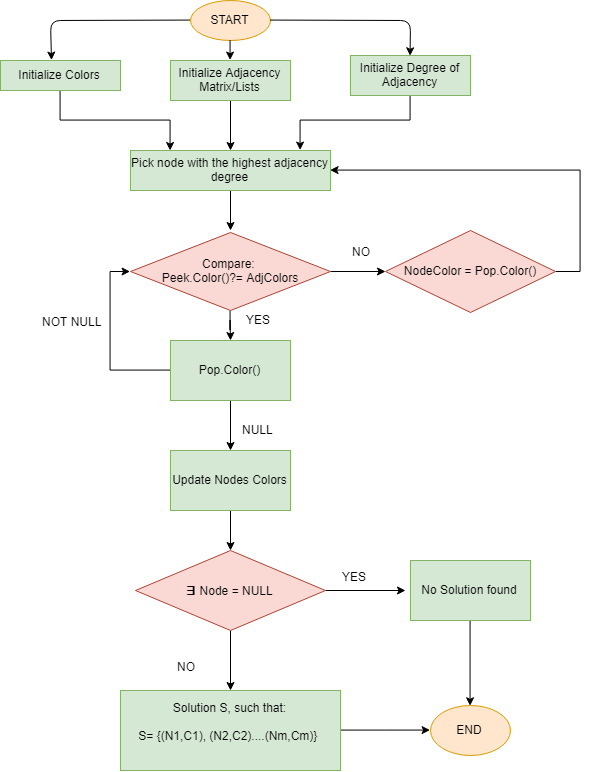 START
Initialize Colors
Initialize Adjacency
Matrix/Lists
Initialize Degree of
Adjacency
Pick node with the highest adjacency
degree
Compare:
Peek.Color()?= AdjColors
NO
NodeColor = Pop.Color()
YES
NOT NULL
Pop.Color()
NULL
Update Nodes Colors
∃ Node = NULL
YES
No Solution found
NO
Solution S, such that:
S= {(N1,C1), (N2,C2)....(Nm,Cm)}
END